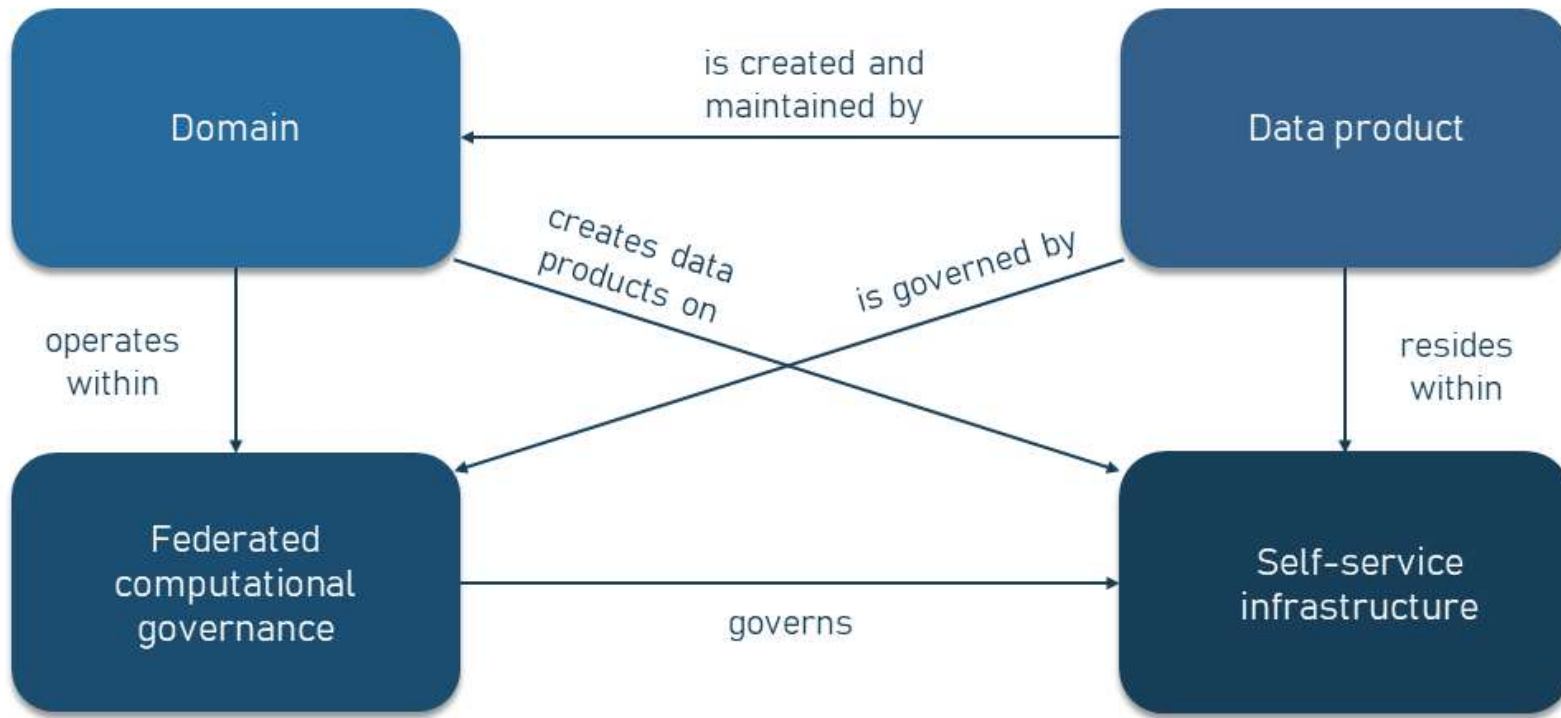 is created and
maintained by
Domain
Data product
creates data
products on
is governed by
operates
within
resides
within
Federated
computational
governance
Self-service
infrastructure
governs